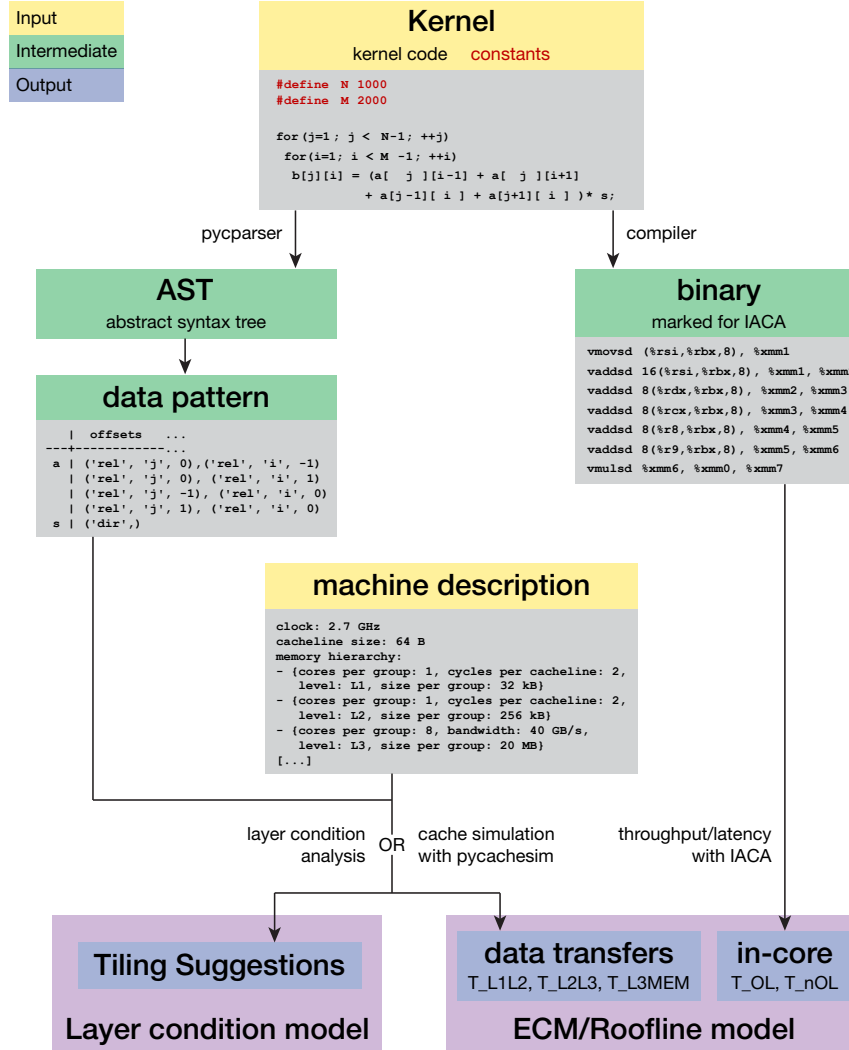 Input
Intermediate
Output
Kernel
kernel code constants
#define N 1000
#define M 2000
for(j=1; j < N-1; ++j)
for(i=1; i < M -1; ++i)
b[j][i] = (a[ j ][i-1] + a[ j ][i+1]
+ a[j-1][ i ] + a[j+1][ i ] )* s;
pycparser
compiler
AST
abstract syntax tree
binary
marked for IACA
vmovsd (%rsi,%rbx,8), %xmm1
vaddsd 16(%rsi,%rbx,8), %xmm1, %xmm
vaddsd 8(%rdx,%rbx,8), %xmm2, %xmm3
vaddsd 8(%rcx,%rbx,8), %xmm3, %xmm4
vaddsd 8(%r8,%rbx,8), %xmm4, %xmm5
vaddsd 8(%r9,%rbx,8), %xmm5, %xmm6
vmulsd %xmm6, %xmm0, %xmm7
data pattern
| offsets ...
---+-------------...
a | ('rel', 'j', 0),('rel', 'i', -1)
| ('rel', 'j', 0), ('rel', 'i', 1)
| ('rel', 'j', -1), ('rel', 'i', 0)
| ('rel', 'j', 1), ('rel', 'i', 0)
s | ('dir',)
machine description
clock: 2.7 GHz
cacheline size: 64 B
memory hierarchy:
- {cores per group: 1, cycles per cacheline: 2,
level: L1, size per group: 32 kB}
- {cores per group: 1, cycles per cacheline: 2,
level: L2, size per group: 256 kB}
- {cores per group: 8, bandwidth: 40 GB/s,
level: L3, size per group: 20 MB}
[...]
layer condition
analysis
OR
cache simulation
with pycachesim
throughput/latency
with IACA
Tiling Suggestions
Layer condition model
data transfers
T_L1L2, T_L2L3, T_L3MEM
in-core
T_OL, T_nOL
ECM/Roofline model